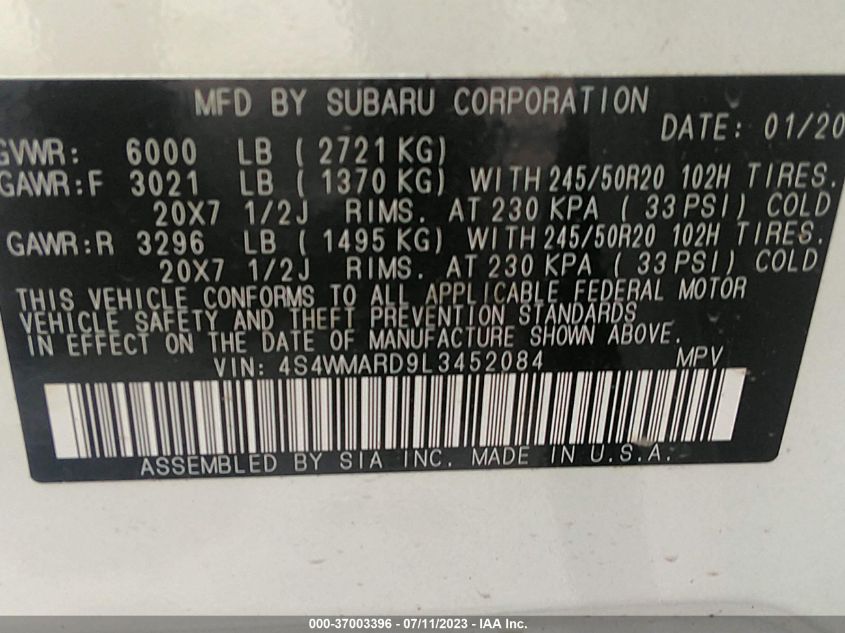 MFD BY SUBARU CORPORATION
DATE: 01/20
GVWR: 6000 LB ( 2721 KG)
GAWR:F 3021 LB ( 1370 KG) WITH 245/50R20 102H TIRES.
20X7 1/2J RIMS. AT 230 KPA ( 33 PSI) COLD
GAWR:R 3296 LB ( 1495 KG) WITH 245/50R20 102H TIRES.
20X7 1/2J RIMS. AT 230 KPA ( 33 PSI) COLD
THIS VEHICLE CONFORMS TO ALL APPLICABLE FEDERAL MOTOR
VEHICLE SAFETY AND THEFT PREVENTION STANDARDS
IN EFFECT ON THE DATE OF MANUFACTURE SHOWN ABOVE.
VIN: 4S4WMARD9L3452084 MPV
ASSEMBLED BY SIA INC. MADE IN U.S.A.
000-37003396 - 07/11/2023 - IAAI.com